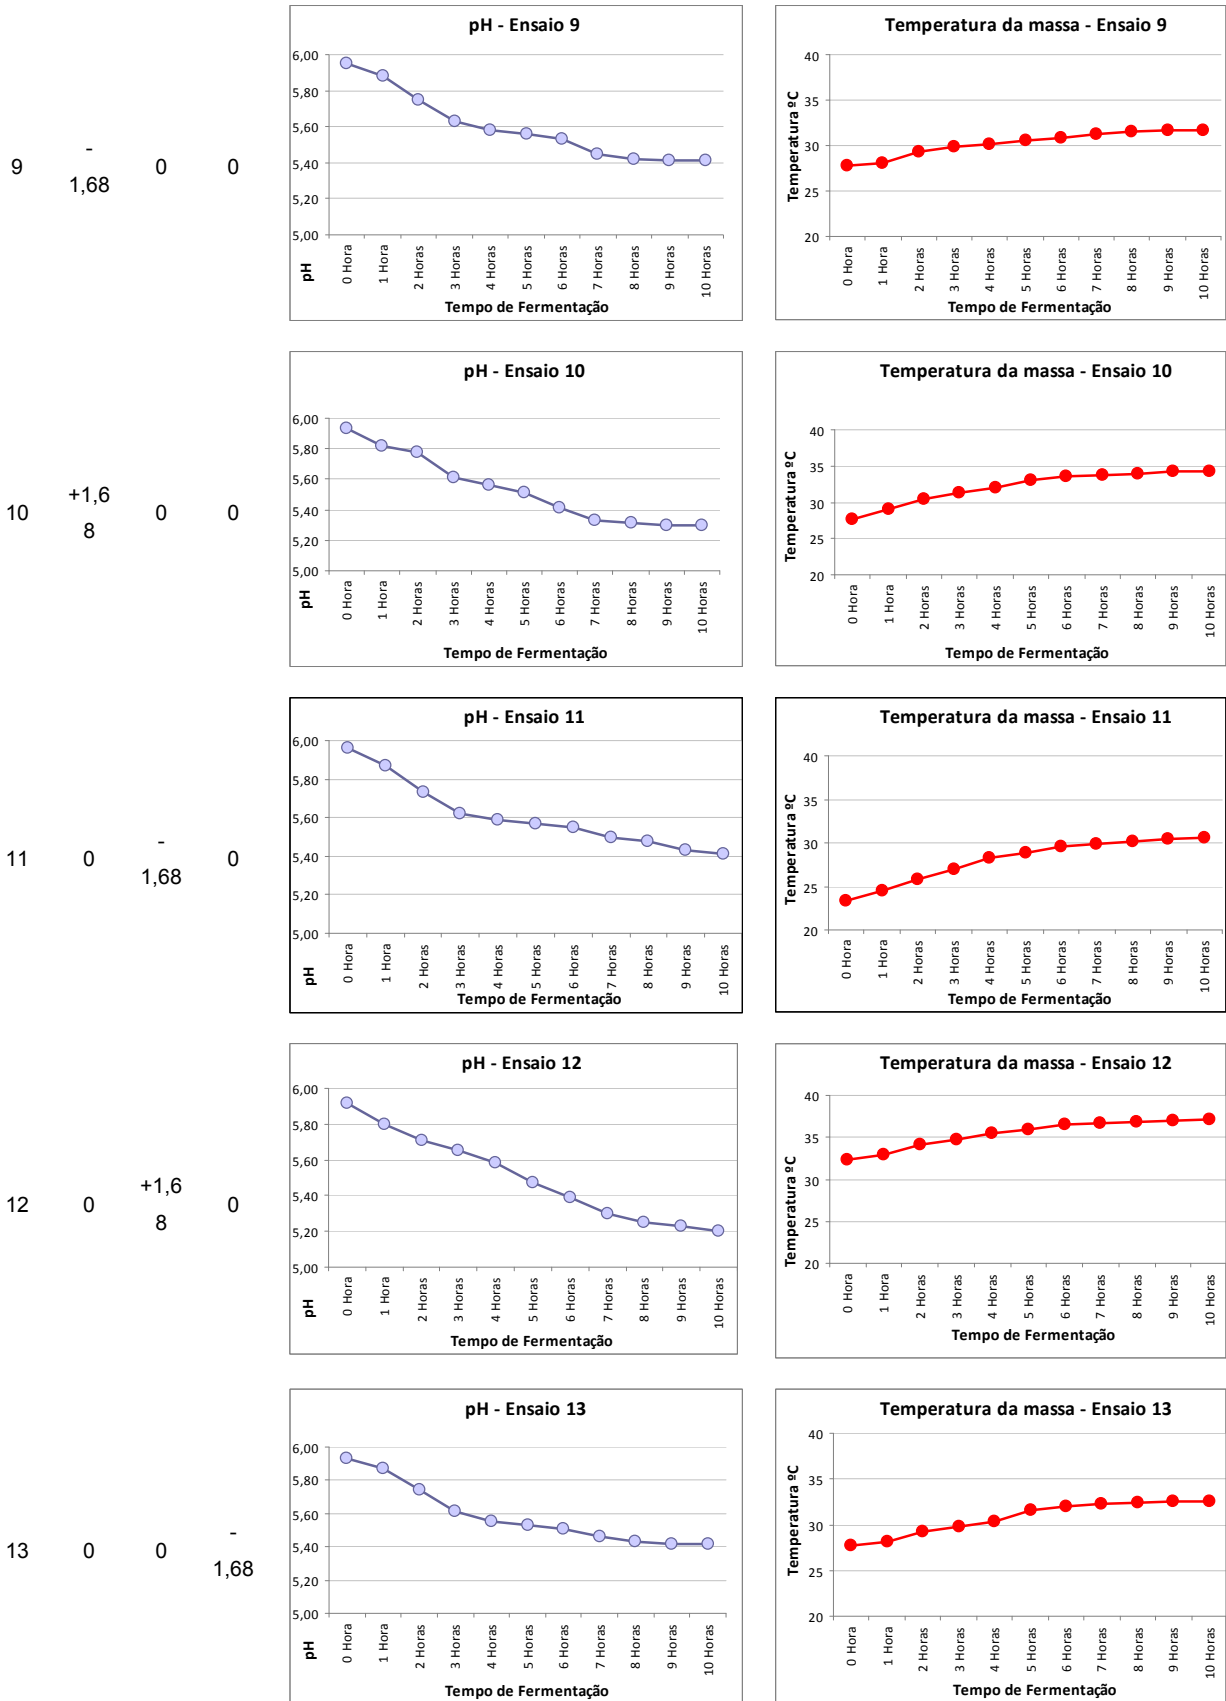 9
-
1,68
0
0
pH - Ensaio 9
6,00
5,80
5,60
5,40
5,20
5,00
pH
0 Hora
1 Hora
2 Horas
3 Horas
4 Horas
5 Horas
6 Horas
7 Horas
8 Horas
9 Horas
10 Horas
Tempo de Fermentação
Temperatura da massa - Ensaio 9
40
35
30
25
20
Temperatura ºC
0 Hora
1 Hora
2 Horas
3 Horas
4 Horas
5 Horas
6 Horas
7 Horas
8 Horas
9 Horas
10 Horas
Tempo de Fermentação
10
+1,6
8
0
0
pH - Ensaio 10
6,00
5,80
5,60
5,40
5,20
5,00
pH
0 Hora
1 Hora
2 Horas
3 Horas
4 Horas
5 Horas
6 Horas
7 Horas
8 Horas
9 Horas
10 Horas
Tempo de Fermentação
Temperatura da massa - Ensaio 10
40
35
30
25
20
Temperatura ºC
0 Hora
1 Hora
2 Horas
3 Horas
4 Horas
5 Horas
6 Horas
7 Horas
8 Horas
9 Horas
10 Horas
Tempo de Fermentação
11
0
-
1,68
0
pH - Ensaio 11
6,00
5,80
5,60
5,40
5,20
5,00
pH
0 Hora
1 Hora
2 Horas
3 Horas
4 Horas
5 Horas
6 Horas
7 Horas
8 Horas
9 Horas
10 Horas
Tempo de Fermentação
Temperatura da massa - Ensaio 11
40
35
30
25
20
Temperatura ºC
0 Hora
1 Hora
2 Horas
3 Horas
4 Horas
5 Horas
6 Horas
7 Horas
8 Horas
9 Horas
10 Horas
Tempo de Fermentação
12
0
+1,6
8
0
pH - Ensaio 12
6,00
5,80
5,60
5,40
5,20
5,00
pH
0 Hora
1 Hora
2 Horas
3 Horas
4 Horas
5 Horas
6 Horas
7 Horas
8 Horas
9 Horas
10 Horas
Tempo de Fermentação
Temperatura da massa - Ensaio 12
40
35
30
25
20
Temperatura ºC
0 Hora
1 Hora
2 Horas
3 Horas
4 Horas
5 Horas
6 Horas
7 Horas
8 Horas
9 Horas
10 Horas
Tempo de Fermentação
13
0
0
-
1,68
pH - Ensaio 13
6,00
5,80
5,60
5,40
5,20
5,00
pH
0 Hora
1 Hora
2 Horas
3 Horas
4 Horas
5 Horas
6 Horas
7 Horas
8 Horas
9 Horas
10 Horas
Tempo de Fermentação
Temperatura da massa - Ensaio 13
40
35
30
25
20
Temperatura ºC
0 Hora
1 Hora
2 Horas
3 Horas
4 Horas
5 Horas
6 Horas
7 Horas
8 Horas
9 Horas
10 Horas
Tempo de Fermentação